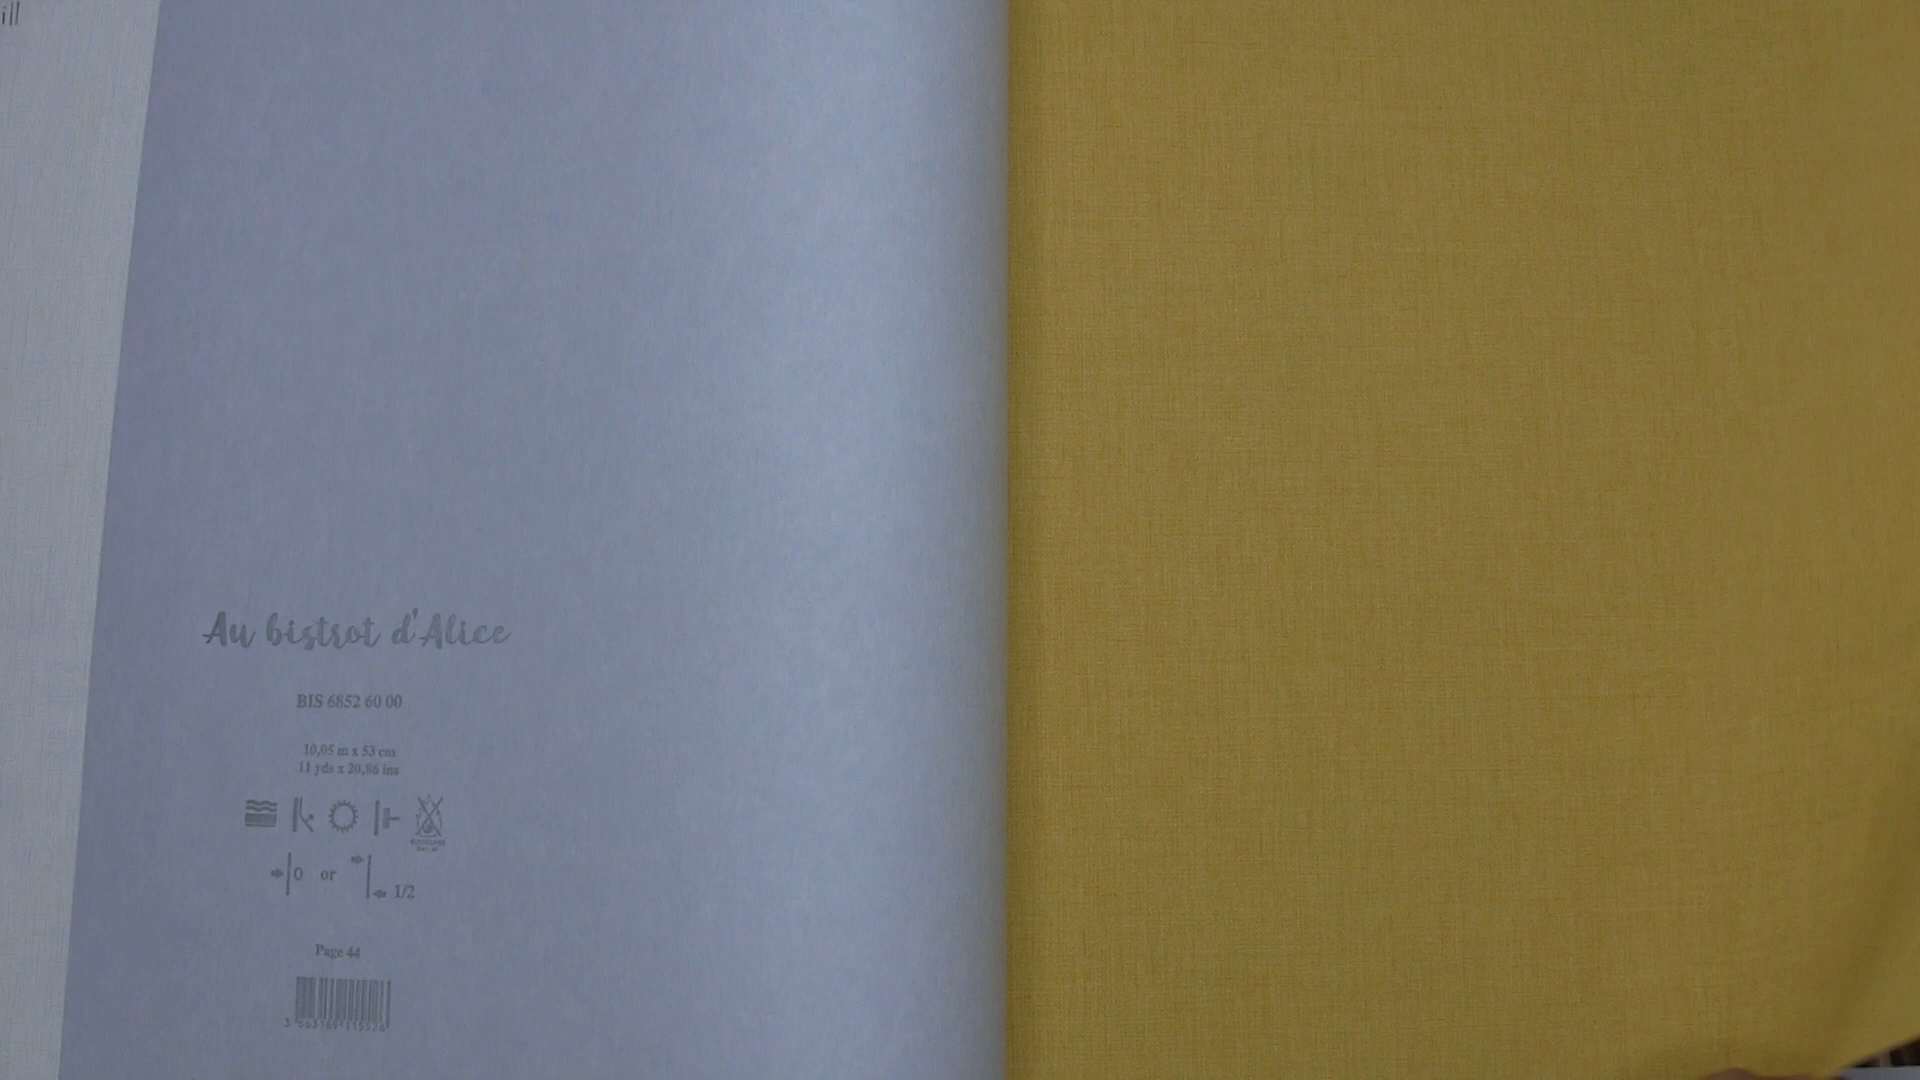 ill
Au bistrot d'Alice
BIS 6852 60 00
10,05 m x 53 cm
11 yds x 20,86 ins
0 or 1/2
Page 44